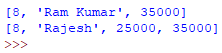 [8, 'Ram Kumar', 35000]
[8, 'Rajesh', 25000, 35000]
>>>